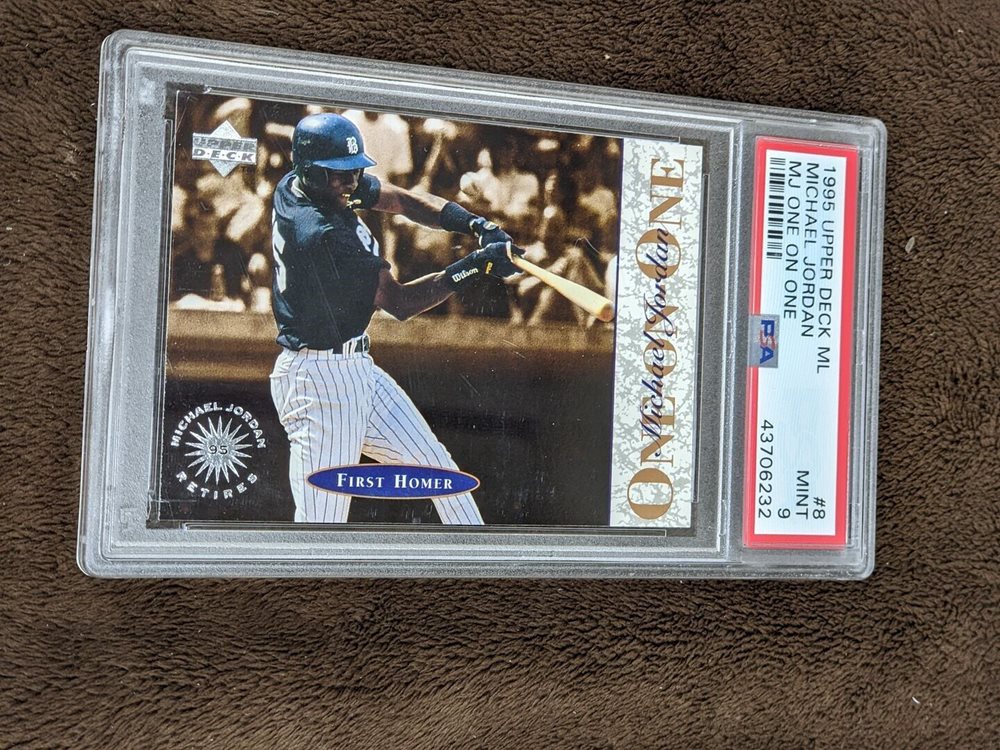 1995 UPPER DECK ML
MICHAEL JORDAN
MJ ONE ON ONE
#8
MINT
9
43706232
PSA
UPPER
D·E·C·K
B
5
Wilson
ONE ON ONE
Michael Jordan
MICHAEL JORDAN
95
RETIRES
FIRST HOMER